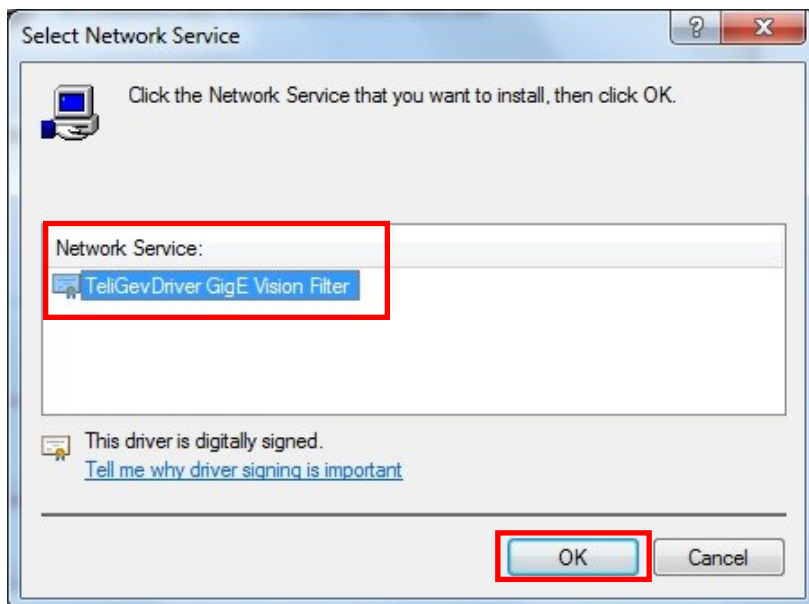 Select Network Service
Click the Network Service that you want to install, then click OK.
Network Service:
TeliGevDriver GigE Vision Filter
This driver is digitally signed.
Tell me why driver signing is important
OK
Cancel